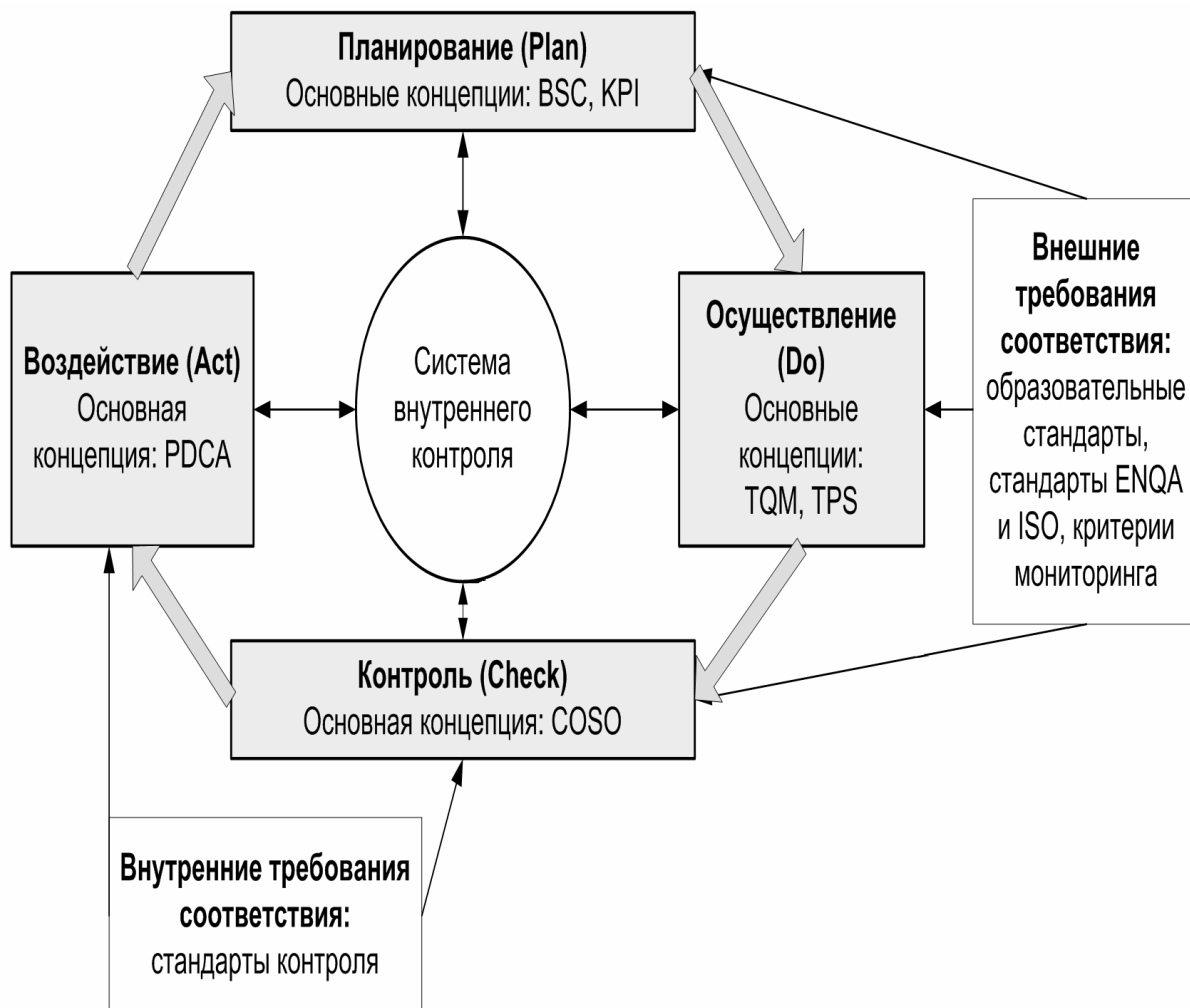 Планирование (Plan)
Основные концепции: BSC, KPI
Воздействие (Act)
Основная
концепция: PDCA
Система
внутреннего
контроля
Осуществление
(Do)
Основные
концепции:
TQM, TPS
Внешние
требования
соответствия:
образовательные
стандарты,
стандарты ENQA
и ISO, критерии
мониторинга
Контроль (Check)
Основная концепция: COSO
Внутренние требования
соответствия:
стандарты контроля